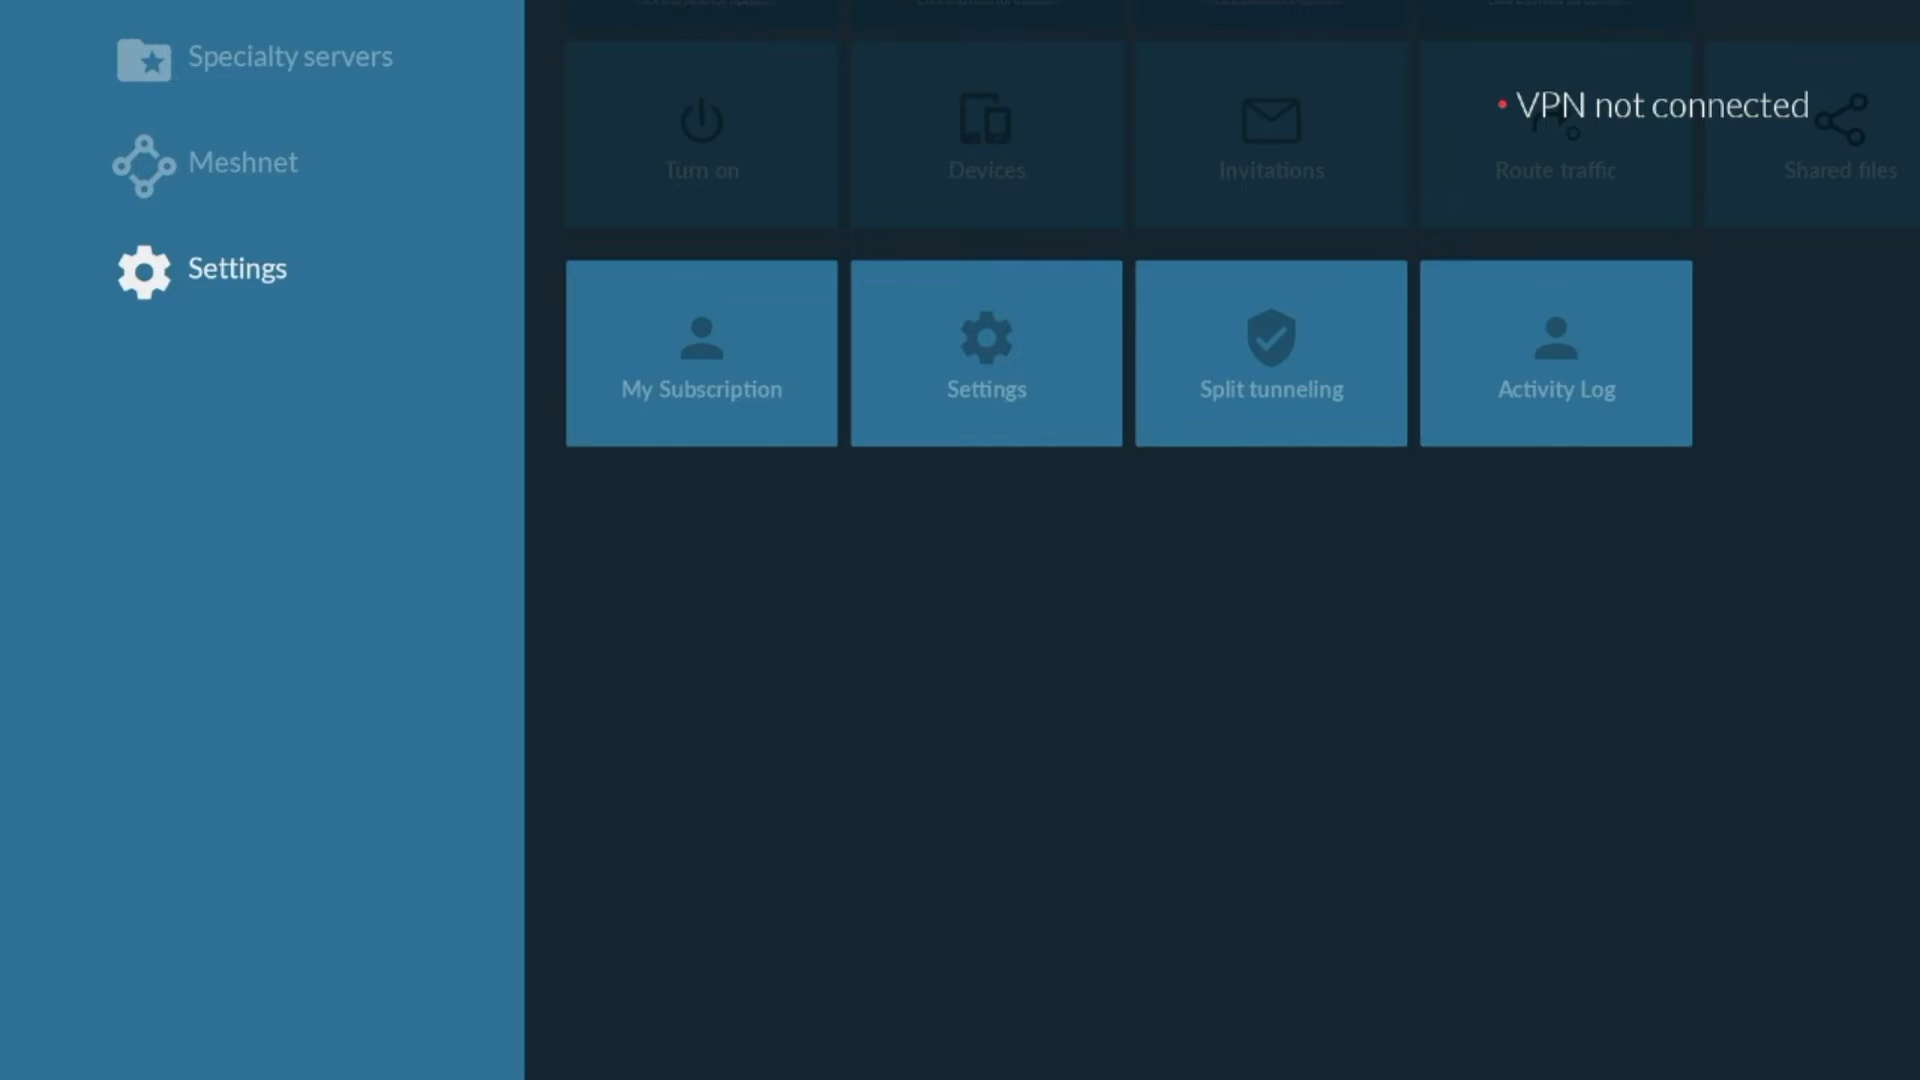 Specialty servers
Meshnet
Settings
VPN not connected
Turn on
Devices
Invitations
Route traffic
Shared files
My Subscription
Settings
Split tunneling
Activity Log